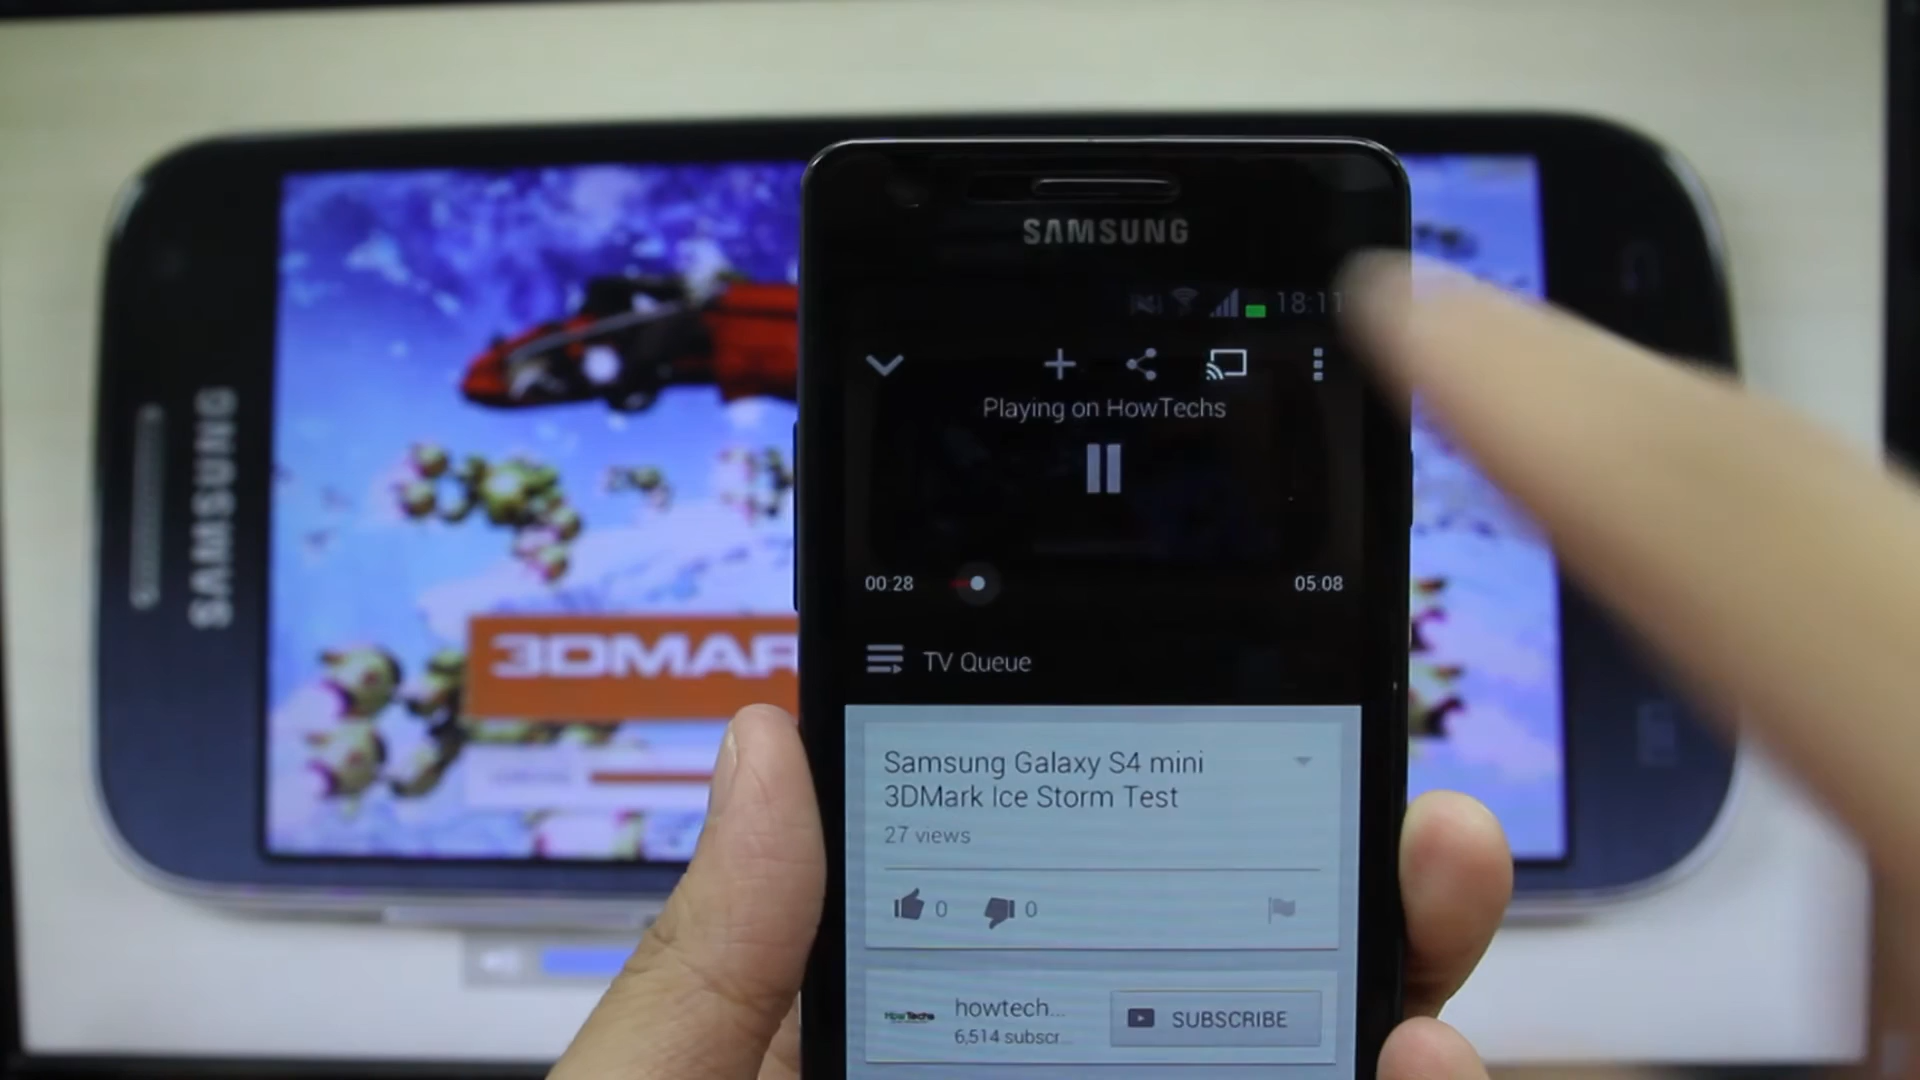 SAMSUNG
SAMSUNG
18:11
Playing on HowTechs
00:28
05:08
TV Queue
3DMAR
Samsung Galaxy S4 mini
3DMark Ice Storm Test
27 views
0
0
HowTechs
howtech...
6,514 subscr...
SUBSCRIBE